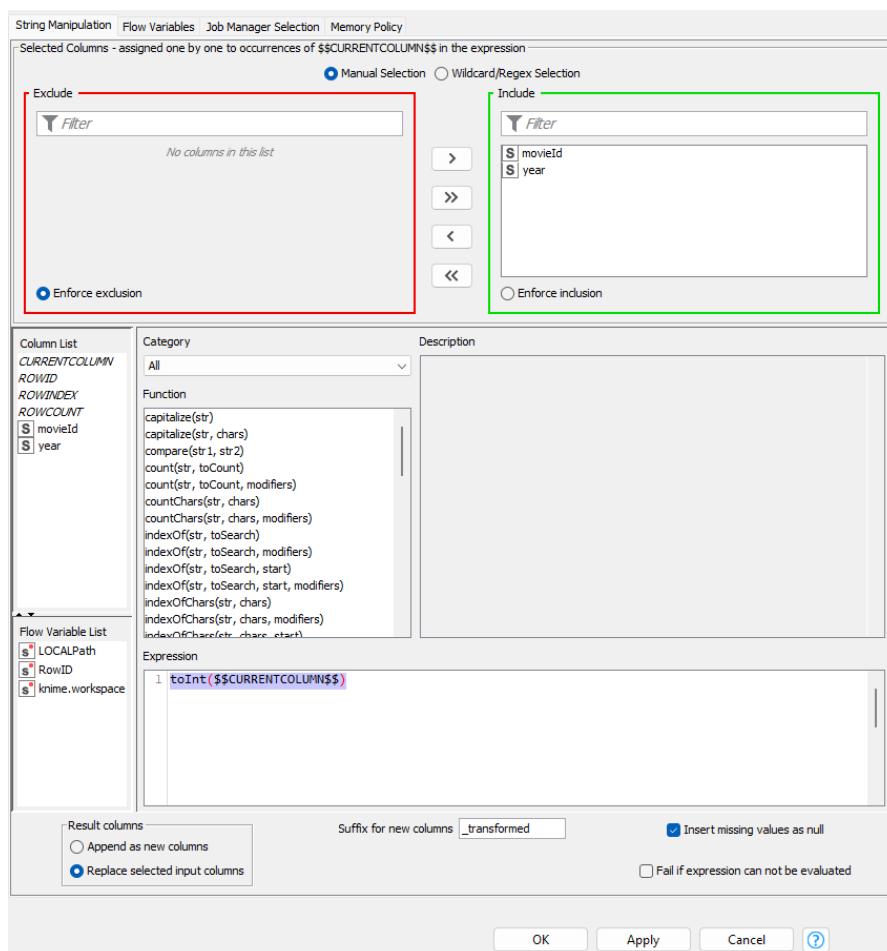 String Manipulation Flow Variables Job Manager Selection Memory Policy
Selected Columns - assigned one by one to occurrences of $$CURRENTCOLUMN$$ in the expression
Manual Selection Wildcard/Regex Selection
Exclude
Filter
No columns in this list
Enforce exclusion
>
>>
<
<<
Include
Filter
S movieId
S year
Enforce inclusion
Column List
CURRENTCOLUMN
ROWID
ROWINDEX
ROWCOUNT
S movieId
S year
Flow Variable List
s LOCALPath
s RowID
s knime.workspace
Category
All
Function
capitalize(str)
capitalize(str, chars)
compare(str1, str2)
count(str, toCount)
count(str, toCount, modifiers)
countChars(str, chars)
countChars(str, chars, modifiers)
indexOf(str, toSearch)
indexOf(str, toSearch, modifiers)
indexOf(str, toSearch, start)
indexOf(str, toSearch, start, modifiers)
indexOfChars(str, chars)
indexOfChars(str, chars, modifiers)
indexOfChars(str, chars, start)
Description
Expression
1 toInt($$CURRENTCOLUMN$$)
Result columns
Append as new columns
Replace selected input columns
Suffix for new columns _transformed
Insert missing values as null
Fail if expression can not be evaluated
OK Apply Cancel ?